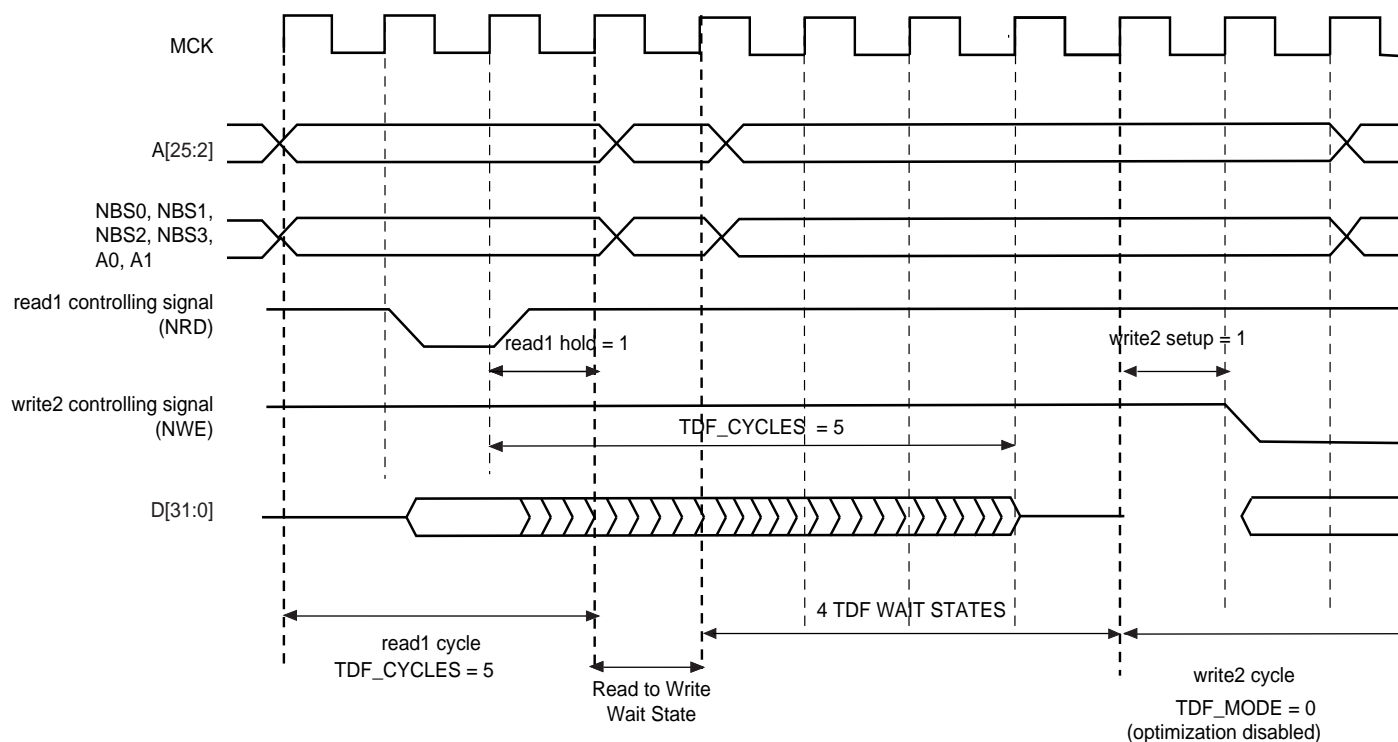 MCK
A[25:2]
NBS0, NBS1,
NBS2, NBS3,
A0, A1
read1 controlling signal
(NRD)
read1 hold = 1
write2 setup = 1
write2 controlling signal
(NWE)
TDF_CYCLES = 5
D[31:0]
4 TDF WAIT STATES
read1 cycle
TDF_CYCLES = 5
Read to Write
Wait State
write2 cycle
TDF_MODE = 0
(optimization disabled)